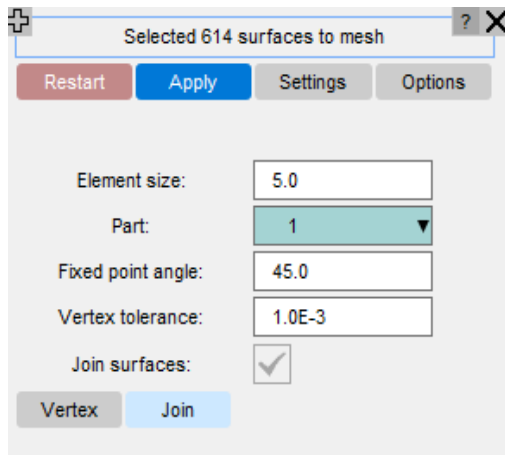 ?
Selected 614 surfaces to mesh
Restart Apply Settings Options
Element size: 5.0
Part: 1
Fixed point angle: 45.0
Vertex tolerance: 1.0E-3
Join surfaces:
Vertex Join